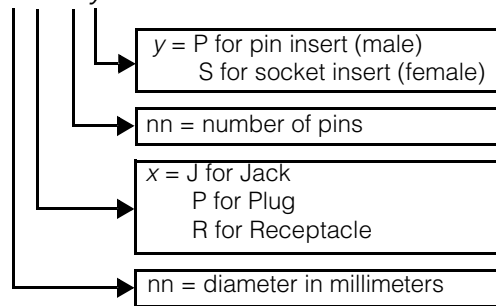 y = P for pin insert (male)
S for socket insert (female)
nn = number of pins
x = J for Jack
P for Plug
R for Receptacle
nn = diameter in millimeters